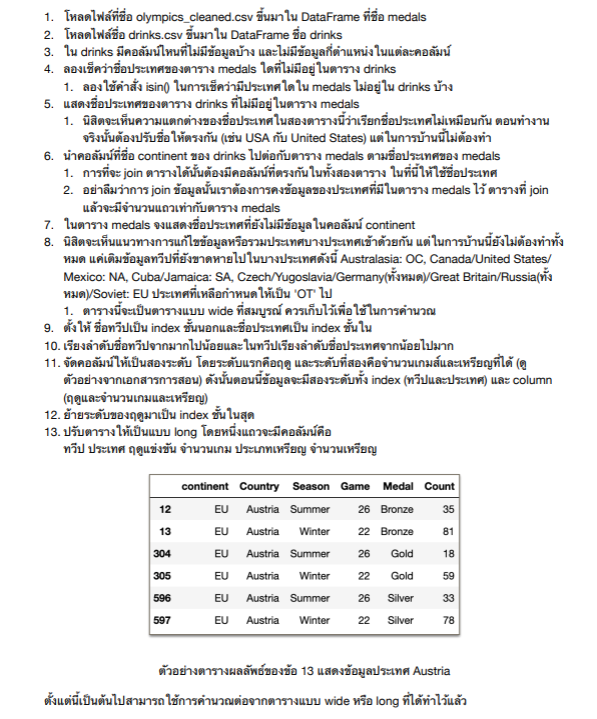 1. โหลดไฟล์ที่ชื่อ olympics_cleaned.csv ขึ้นมาใน DataFrame ที่ชื่อ medals
2. โหลดไฟล์ชื่อ drinks.csv ขึ้นมาใน DataFrame ชื่อ drinks
3. ใน drinks มีคอลัมน์ไหนที่ไม่มีข้อมูลบ้าง และไม่มีข้อมูลกี่ตำแหน่งในแต่ละคอลัมน์
4. ลองเช็คว่าชื่อประเทศของตาราง medals ใดที่ไม่มีอยู่ในตาราง drinks
1. ลองใช้คำสั่ง isin() ในการเช็คว่ามีประเทศใดใน medals ไม่อยู่ใน drinks บ้าง
5. แสดงชื่อประเทศของตาราง drinks ที่ไม่มีอยู่ในตาราง medals
1. นิสิตจะเห็นความแตกต่างของชื่อประเทศในสองตารางนี้ว่าเรียกชื่อประเทศไม่เหมือนกัน ตอนทำงาน
จริงนั้นต้องปรับชื่อให้ตรงกัน (เช่น USA กับ United States) แต่ในการบ้านนี้ไม่ต้องทำ
6. นำคอลัมน์ที่ชื่อ continent ของ drinks ไปต่อกับตาราง medals ตามชื่อประเทศของ medals
1. การที่จะ join ตารางได้นั้นต้องมีคอลัมน์ที่ตรงกันในทั้งสองตาราง ในที่นี้ให้ใช้ชื่อประเทศ
2. อย่าลืมว่าการ join ข้อมูลนั้นเราต้องการคงข้อมูลของประเทศที่มีในตาราง medals ไว้ ตารางที่ join
แล้วจะมีจำนวนแถวเท่ากับตาราง medals
7. ในตาราง medals จงแสดงชื่อประเทศที่ยังไม่มีข้อมูลในคอลัมน์ continent
8. นิสิตจะเห็นแนวทางการแก้ไขข้อมูลหรือรวมประเทศบางประเทศเข้าด้วยกัน แต่ในการบ้านนี้ยังไม่ต้องทำทั้ง
หมด แค่เติมข้อมูลทวีปที่ยังขาดหายไปในบางประเทศดังนี้ Australasia: OC, Canada/United States/
Mexico: NA, Cuba/Jamaica: SA, Czech/Yugoslavia/Germany(ทั้งหมด)/Great Britain/Russia(ทั้ง
หมด)/Soviet: EU ประเทศที่เหลือกำหนดให้เป็น 'OT' ไป
1. ตารางนี้จะเป็นตารางแบบ wide ที่สมบูรณ์ ควรเก็บไว้เพื่อใช้ในการคำนวณ
9. ตั้งให้ ชื่อทวีปเป็น index ชั้นนอกและชื่อประเทศเป็น index ชั้นใน
10. เรียงลำดับชื่อทวีปจากมากไปน้อยและในทวีปเรียงลำดับชื่อประเทศจากน้อยไปมาก
11. จัดคอลัมน์ให้เป็นสองระดับ โดยระดับแรกคือฤดู และระดับที่สองคือจำนวนเกมส์และเหรียญที่ได้ (ดู
ตัวอย่างจากเอกสารการสอน) ดังนั้นตอนนี้ข้อมูลจะมีสองระดับทั้ง index (ทวีปและประเทศ) และ column
(ฤดูและจำนวนเกมและเหรียญ)
12. ย้ายระดับของฤดูมาเป็น index ชั้นในสุด
13. ปรับตารางให้เป็นแบบ long โดยหนึ่งแถวจะมีคอลัมน์คือ
ทวีป ประเทศ ฤดูแข่งขัน จำนวนเกม ประเภทเหรียญ จำนวนเหรียญ
continent Country Season Game Medal Count
12 EU Austria Summer 26 Bronze 35
13 EU Austria Winter 22 Bronze 81
304 EU Austria Summer 26 Gold 18
305 EU Austria Winter 22 Gold 59
596 EU Austria Summer 26 Silver 33
597 EU Austria Winter 22 Silver 78
ตัวอย่างตารางผลลัพธ์ของข้อ 13 แสดงข้อมูลประเทศ Austria
ตั้งแต่นี้เป็นต้นไปสามารถใช้การคำนวณต่อจากตารางแบบ wide หรือ long ที่ได้ทำไว้แล้ว